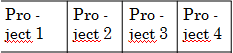 Pro - Pro - Pro - Pro -
ject 1 ject 2 ject 3 ject 4